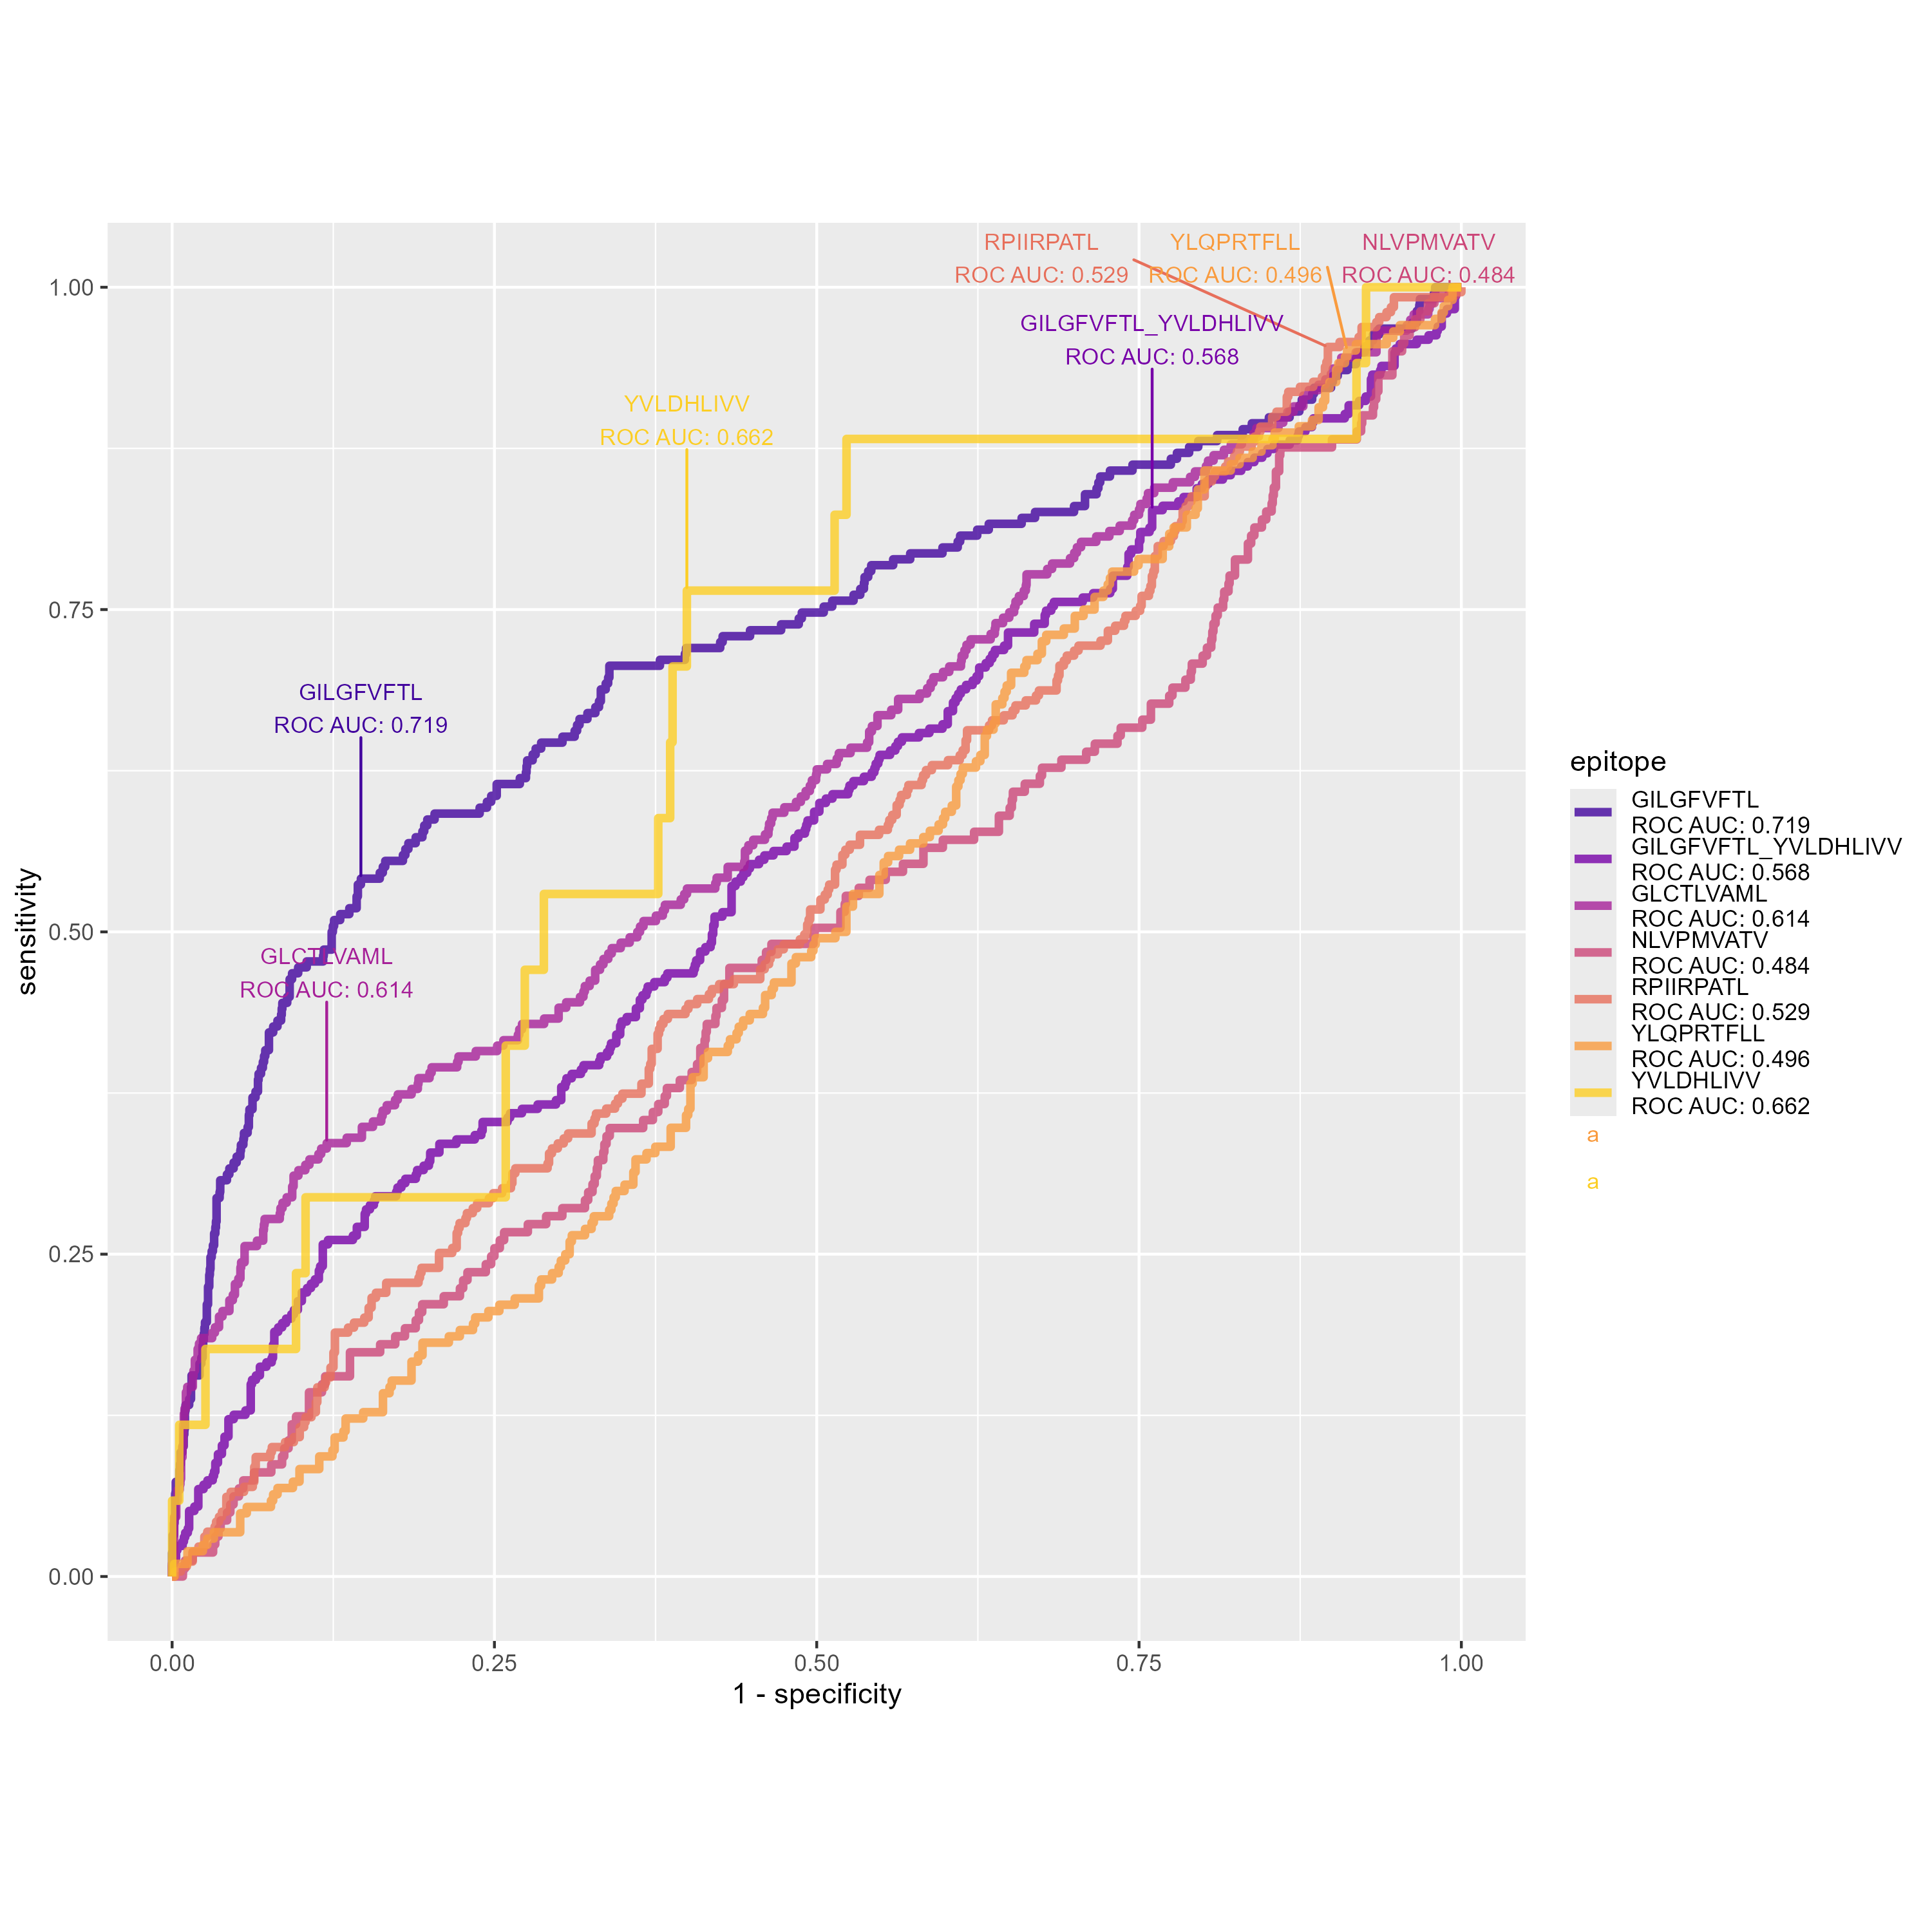 RPIIRPATL
ROC AUC: 0.529
YLQPRTFLL
ROC AUC: 0.496
NLVPMVATV
ROC AUC: 0.484
GILGFVFTL_YVLDHLIVV
ROC AUC: 0.568
YVLDHLIVV
ROC AUC: 0.662
GILGFVFTL
ROC AUC: 0.719
GLCTLVAML
ROC AUC: 0.614
1.00
0.75
0.50
0.25
0.00
sensitivity
0.00 0.25 0.50 0.75 1.00
1 - specificity
epitope
GILGFVFTL
ROC AUC: 0.719
GILGFVFTL_YVLDHLIVV
ROC AUC: 0.568
GLCTLVAML
ROC AUC: 0.614
NLVPMVATV
ROC AUC: 0.484
RPIIRPATL
ROC AUC: 0.529
YLQPRTFLL
ROC AUC: 0.496
YVLDHLIVV
ROC AUC: 0.662
a
a